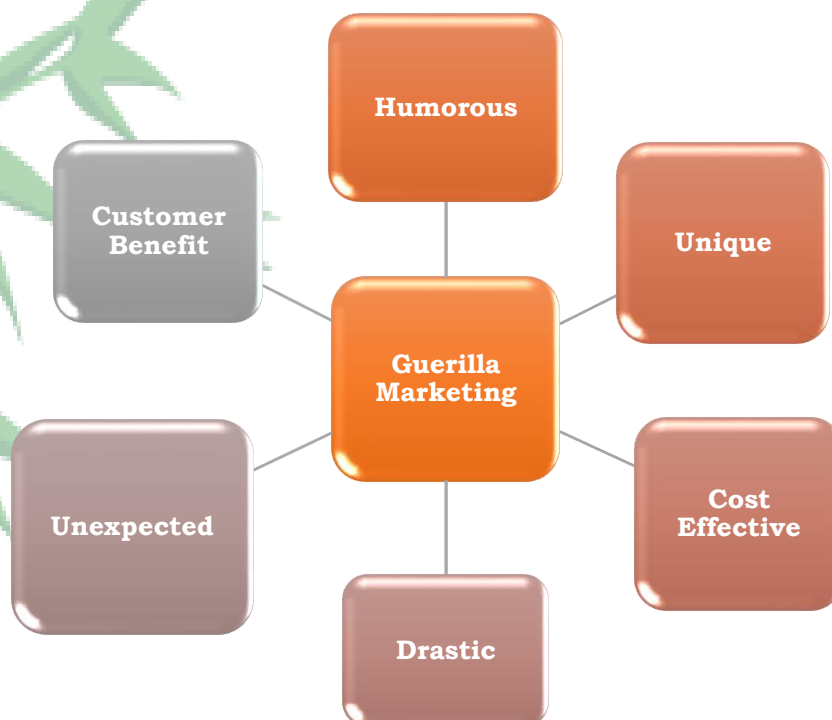 Humorous
Customer
Benefit
Unique
Guerilla
Marketing
Cost
Effective
Unexpected
Drastic